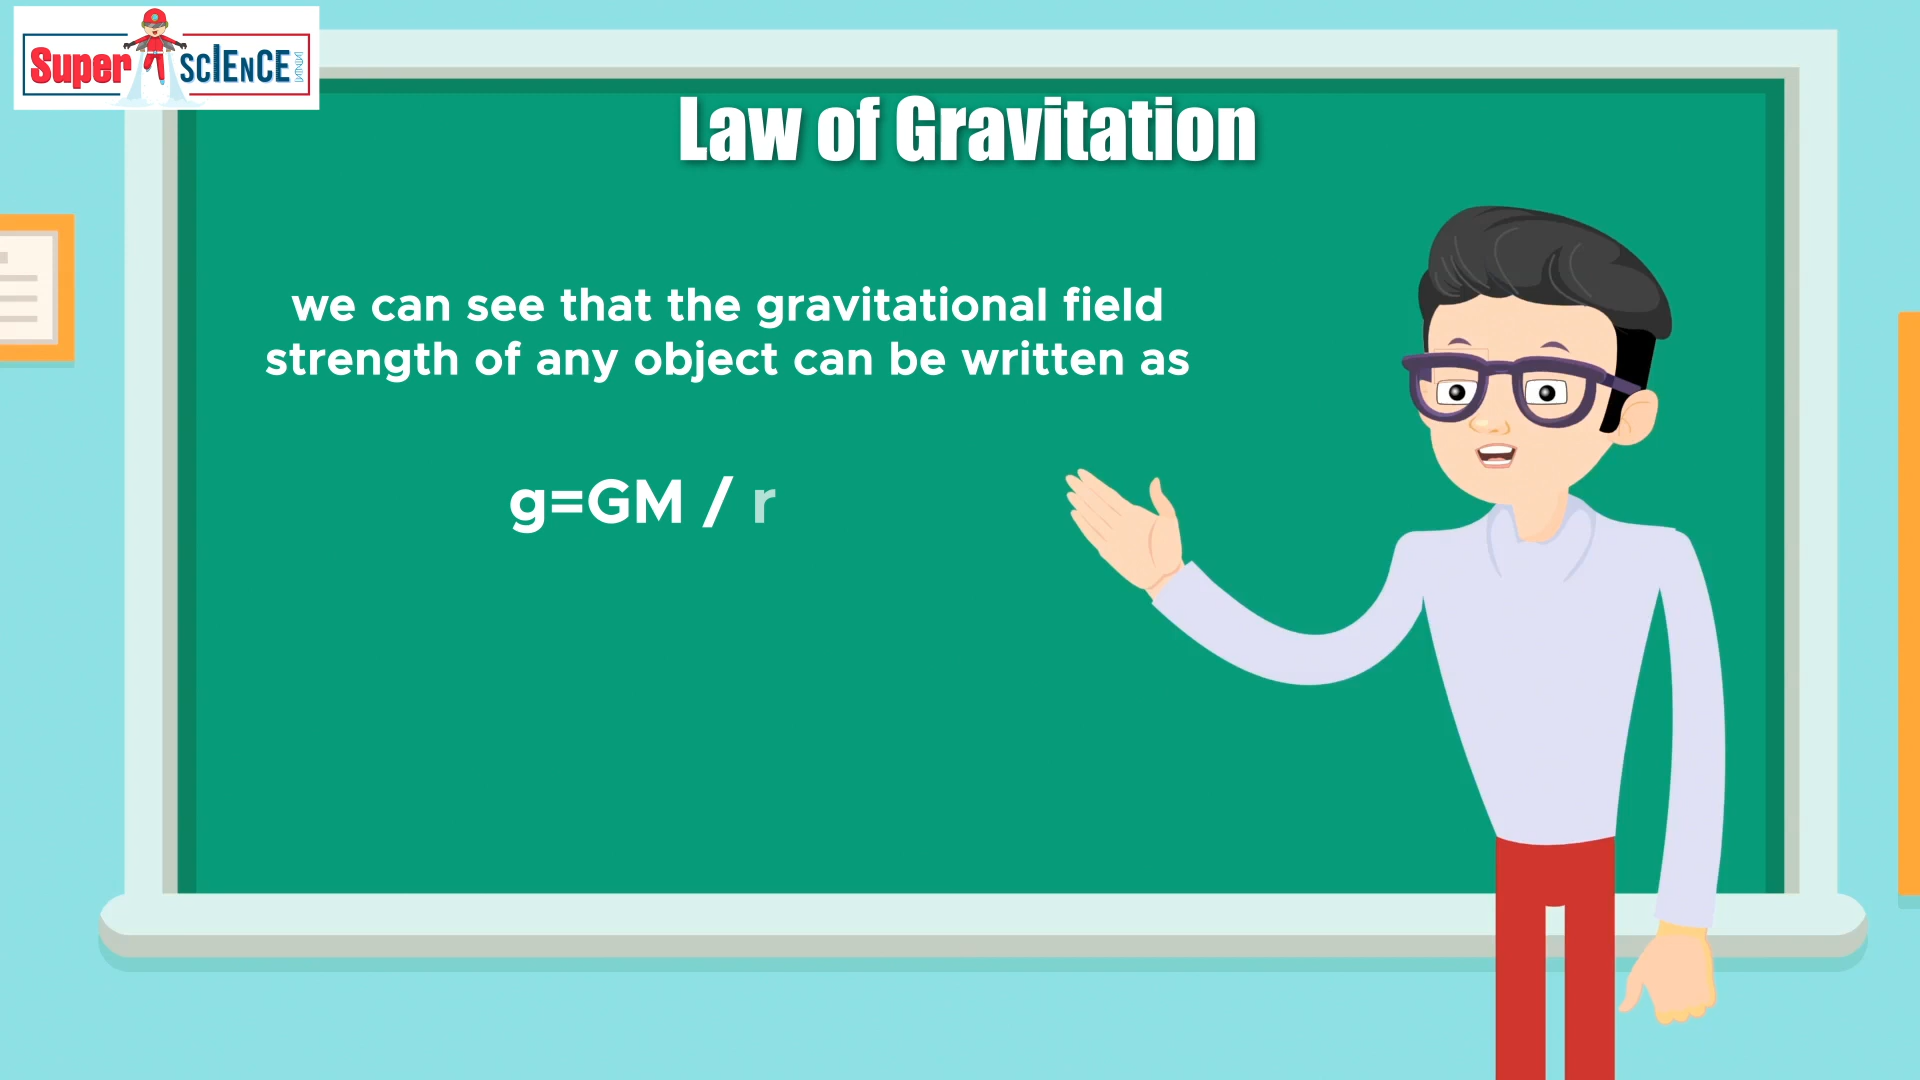 Super SCIENCE
Law of Gravitation
we can see that the gravitational field
strength of any object can be written as
g=GM / r